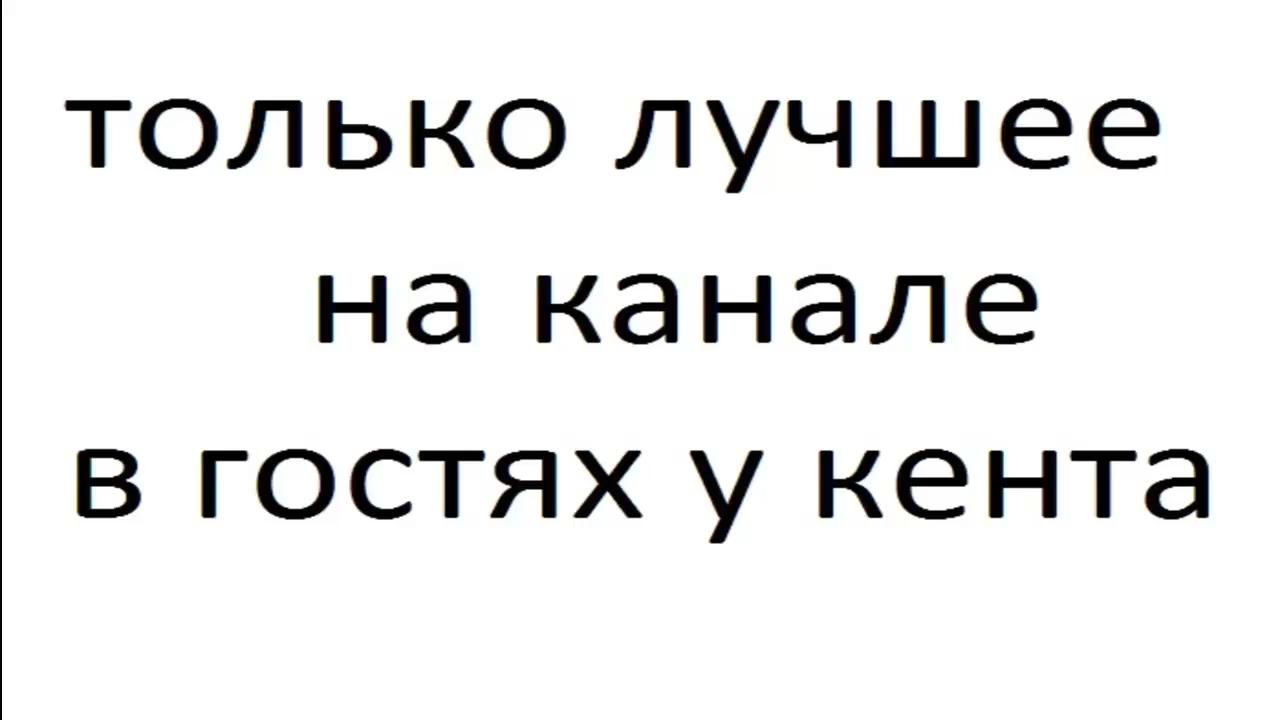 только лучшее
на канале
в гостях у кента